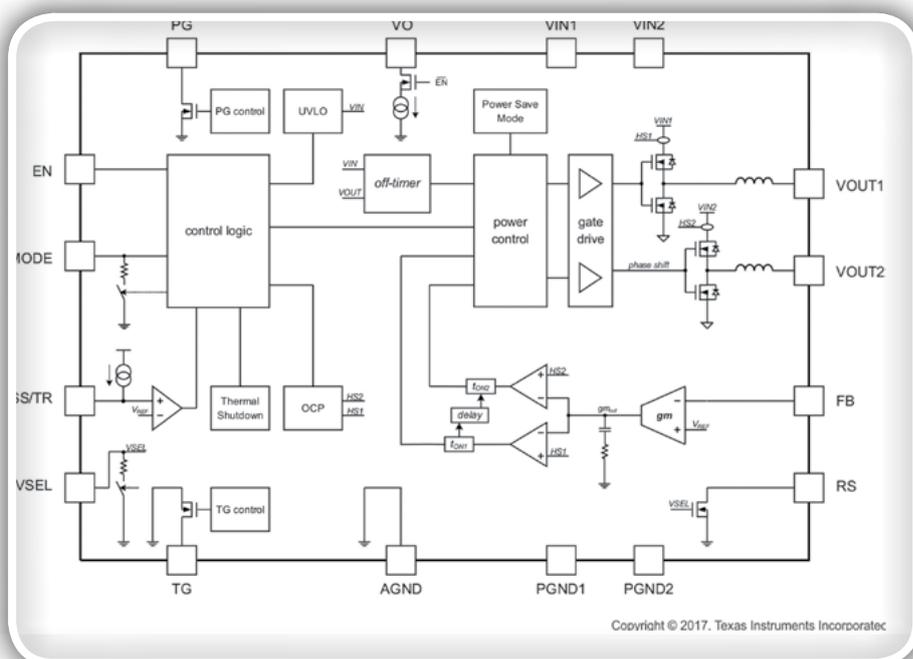 PG
VO
VIN1
VIN2
EN
PG control
UVLO
VIN
Power Save
Mode
VIN1
HS1
EN
VIN
VOUT
off-timer
control logic
power
control
gate
drive
VOUT1
VIN2
HS2
MODE
phase shift
VOUT2
SS/TR
VREF
Thermal
Shutdown
OCP
HS2
HS1
tON2
delay
tON1
HS2
HS1
gmout
gm
VREF
FB
VSEL
VSEL
TG control
VSEL
RS
TG
AGND
PGND1
PGND2
Copyright © 2017, Texas Instruments Incorporated